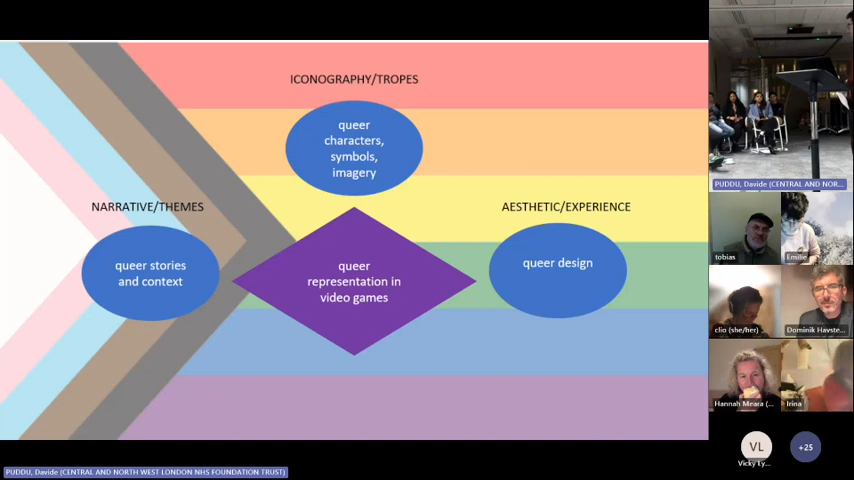 ICONOGRAPHY/TROPES
queer
characters,
symbols,
imagery
NARRATIVE/THEMES
AESTHETIC/EXPERIENCE
queer stories
and context
queer
representation in
video games
queer design
PUDDU, Davide (CENTRAL AND NOR...
tobias
Emilie
clio (she/her)
Dominik Havste...
Hannah Meara (...
Irina
VL
+25
Vicky Ly...
PUDDU, Davide (CENTRAL AND NORTH WEST LONDON NHS FOUNDATION TRUST)